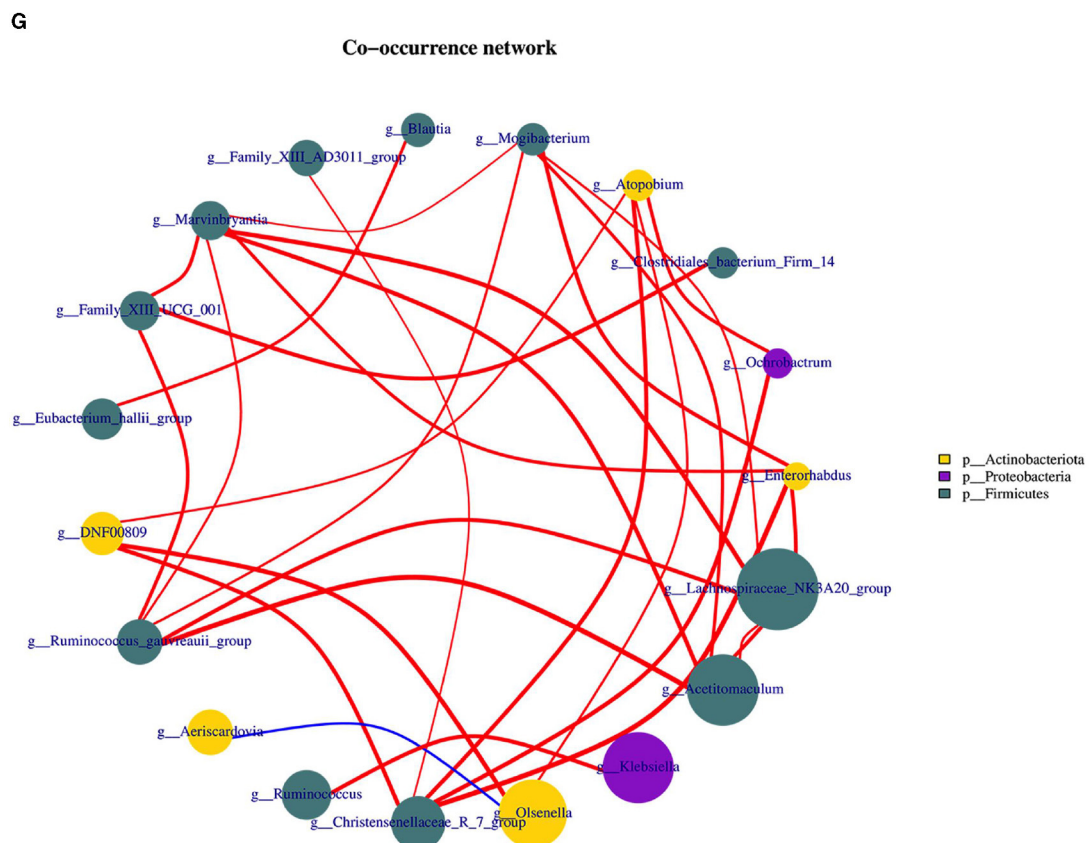 G
Co-occurrence network
g__Blautia
g__Mogibacterium
g__Family_XIII_AD3011_group
g__Atopobium
g__Marvinbryantia
g__Clostridiales_bacterium_Firm_14
g__Family_XIII_UCG_001
g__Ochrobactrum
g__Eubacterium_hallii_group
p__Actinobacteriota
g__Enterorhabdus
p__Proteobacteria
p__Firmicutes
g__DNF00809
g__Lachnospiraceae_NK3A20_group
g__Ruminococcus_gauvreauii_group
g__Acetitomaculum
g__Aeriscardovia
g__Klebsiella
g__Ruminococcus
g__Olsenella
g__Christensenellaceae_R_7_group